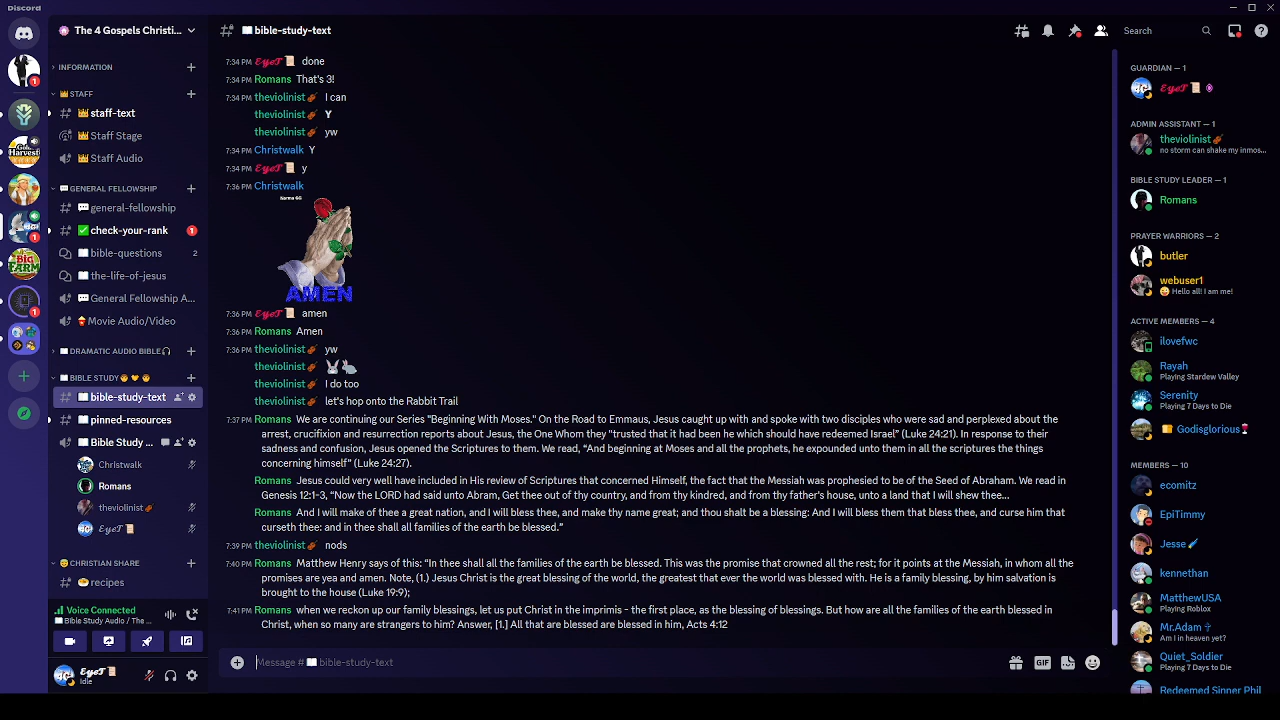 Discord
The 4 Gospels Christi...
📖bible-study-text
Search
INFORMATION
👑 STAFF
👑 staff-text
👑 Staff Stage
👑 Staff Audio
💬 GENERAL FELLOWSHIP
💬general-fellowship
✅check-your-rank
1
📖bible-questions
2
📖the-life-of-jesus
💬General Fellowship A...
🍿Movie Audio/Video
📖DRAMATIC AUDIO BIBLE🎧
📖BIBLE STUDY
📖bible-study-text
📖pinned-resources
📖Bible Study ...
Christwalk
Romans
theviolinist🎻
EyeT📜
CHRISTIAN SHARE
recipes
Voice Connected
📖Bible Study Audio / The ...
EyeT📜
Idle
7:34 PM EyeT📜 done
7:34 PM Romans That's 3!
7:34 PM theviolinist🎻 I can
theviolinist🎻 Y
theviolinist🎻 yw
7:34 PM Christwalk Y
7:34 PM EyeT📜 y
7:36 PM Christwalk
Karma GG
AMEN
7:36 PM EyeT📜 amen
7:36 PM Romans Amen
7:36 PM theviolinist🎻 yw
theviolinist🎻 🐰🐇
theviolinist🎻 I do too
theviolinist🎻 let's hop onto the Rabbit Trail
7:37 PM Romans We are continuing our Series "Beginning With Moses." On the Road to Emmaus, Jesus caught up with and spoke with two disciples who were sad and perplexed about the
arrest, crucifixion and resurrection reports about Jesus, the One Whom they "trusted that it had been he which should have redeemed Israel" (Luke 24:21). In response to their
sadness and confusion, Jesus opened the Scriptures to them. We read, "And beginning at Moses and all the prophets, he expounded unto them in all the scriptures the things
concerning himself" (Luke 24:27).
Romans Jesus could very well have included in His review of Scriptures that concerned Himself, the fact that the Messiah was prophesied to be of the Seed of Abraham. We read in
Genesis 12:1-3, "Now the LORD had said unto Abram, Get thee out of thy country, and from thy kindred, and from thy father's house, unto a land that I will shew thee...
Romans And I will make of thee a great nation, and I will bless thee, and make thy name great; and thou shalt be a blessing: And I will bless them that bless thee, and curse him that
curseth thee: and in thee shall all families of the earth be blessed."
7:39 PM theviolinist🎻 nods
7:40 PM Romans Matthew Henry says of this: "In thee shall all the families of the earth be blessed. This was the promise that crowned all the rest; for it points at the Messiah, in whom all the
promises are yea and amen. Note, (1.) Jesus Christ is the great blessing of the world, the greatest that ever the world was blessed with. He is a family blessing, by him salvation is
brought to the house (Luke 19:9);
7:41 PM Romans when we reckon up our family blessings, let us put Christ in the imprimis - the first place, as the blessing of blessings. But how are all the families of the earth blessed in
Christ, when so many are strangers to him? Answer, [1.] All that are blessed are blessed in him, Acts 4:12
Message #📖bible-study-text
GIF
GUARDIAN — 1
EyeT📜
ADMIN ASSISTANT — 1
theviolinist🎻
no storm can shake my inmos...
BIBLE STUDY LEADER — 1
Romans
PRAYER WARRIORS — 2
butler
webuser1
Hello all! I am me!
ACTIVE MEMBERS — 4
ilovefwc
Rayah
Playing Stardew Valley
Serenity
Playing 7 Days to Die
🍞 Godisglorious🍷
MEMBERS — 10
ecomitz
EpiTimmy
Jesse
kennethan
MatthewUSA
Playing Roblox
Mr.Adam ✞
Am I in heaven yet?
Quiet_Soldier
Playing 7 Days to Die
Redeemed Sinner Phil